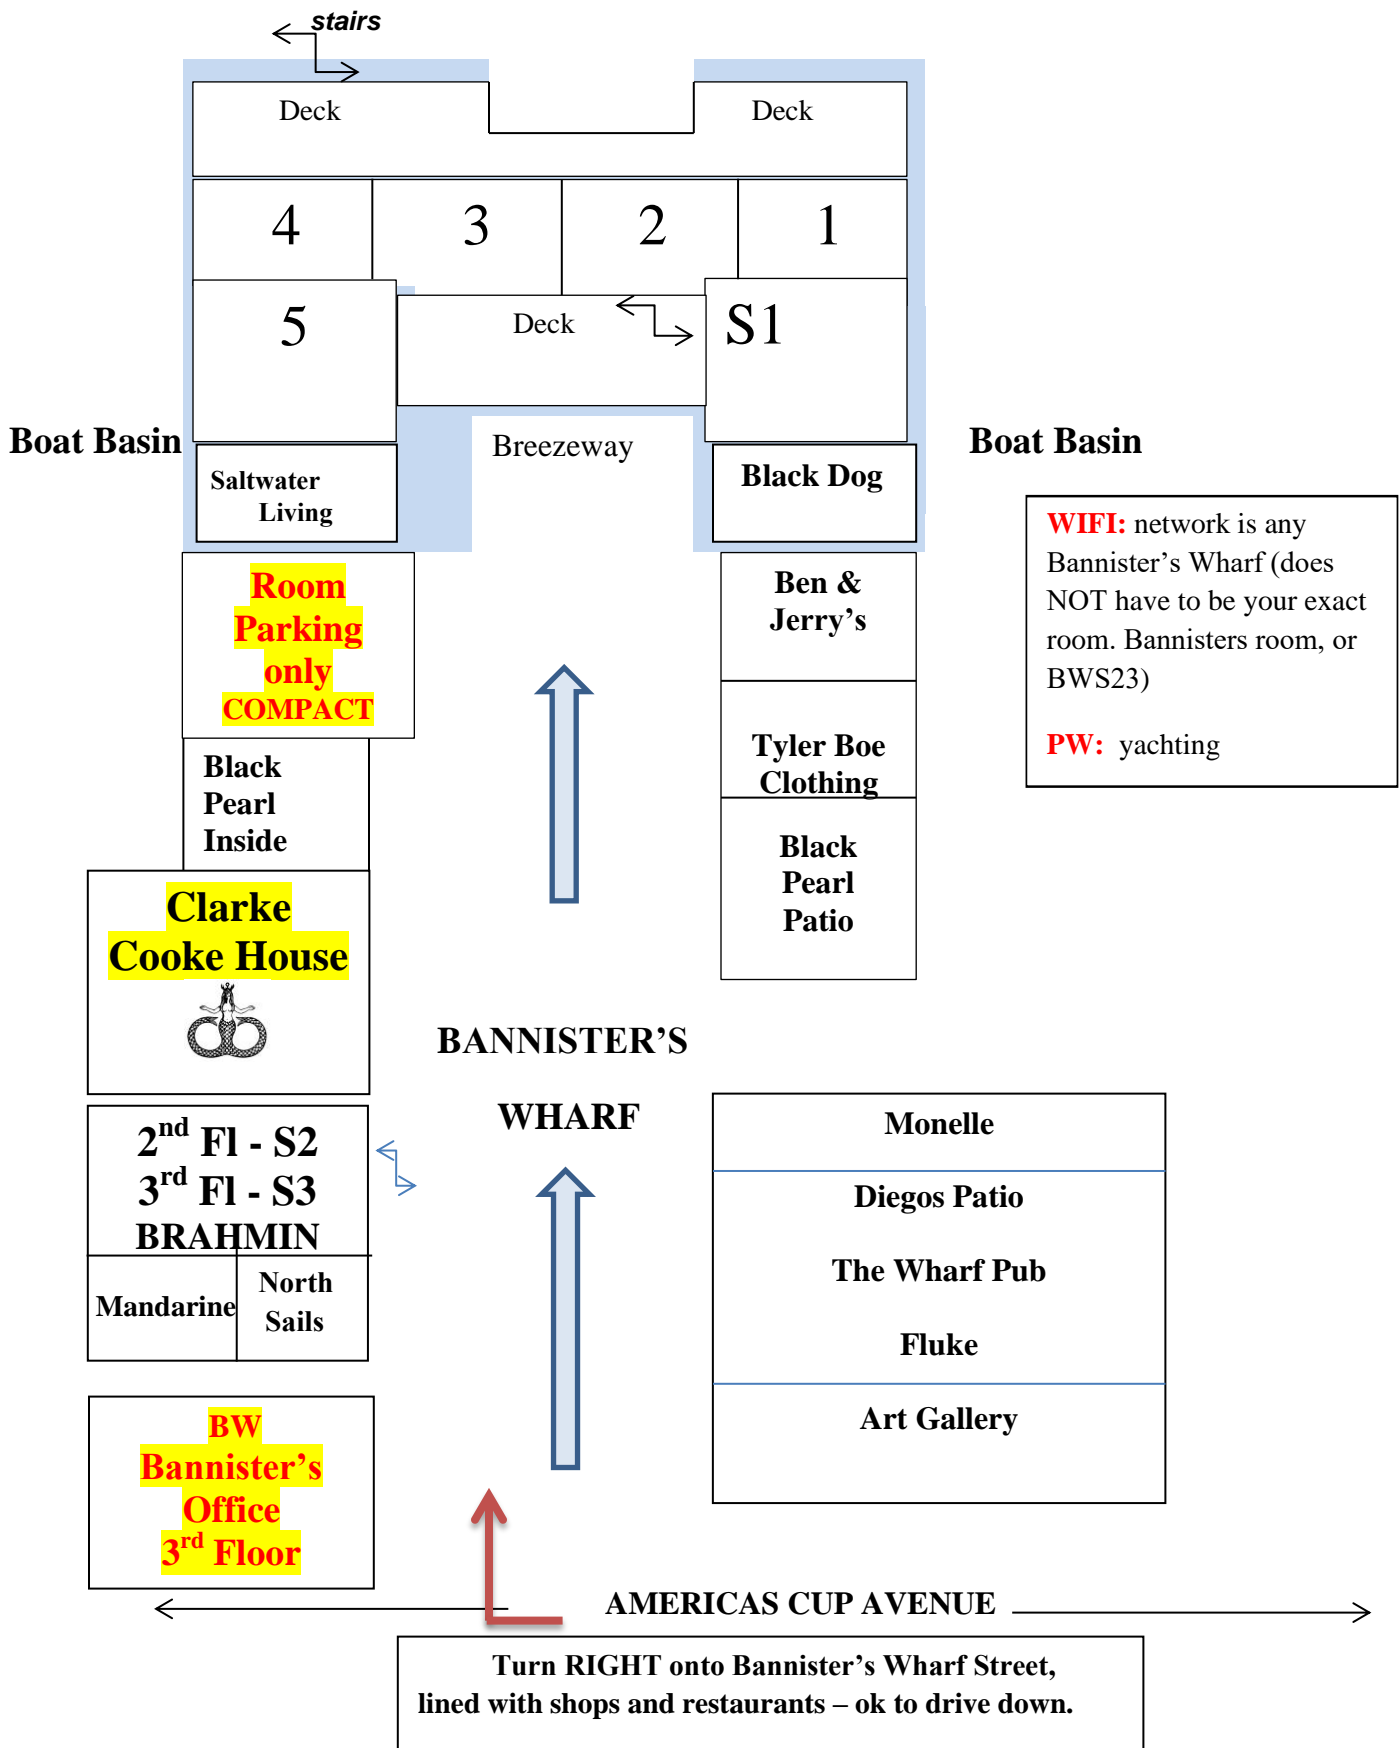 stairs
Deck
Deck
4
3
2
1
5
Deck
S1
Boat Basin
Breezeway
Boat Basin
Saltwater
Living
Black Dog
WIFI: network is any
Bannister’s Wharf (does
NOT have to be your exact
room. Bannisters room, or
BWS23)
PW: yachting
Room
Parking
only
COMPACT
Ben &
Jerry’s
Tyler Boe
Clothing
Black
Pearl
Inside
Black
Pearl
Patio
Clarke
Cooke House
BANNISTER’S
WHARF
2nd Fl - S2
3rd Fl - S3
BRAHMIN
Mandarine
North
Sails
Monelle
Diegos Patio
The Wharf Pub
Fluke
Art Gallery
BW
Bannister’s
Office
3rd Floor
AMERICAS CUP AVENUE
Turn RIGHT onto Bannister’s Wharf Street,
lined with shops and restaurants – ok to drive down.